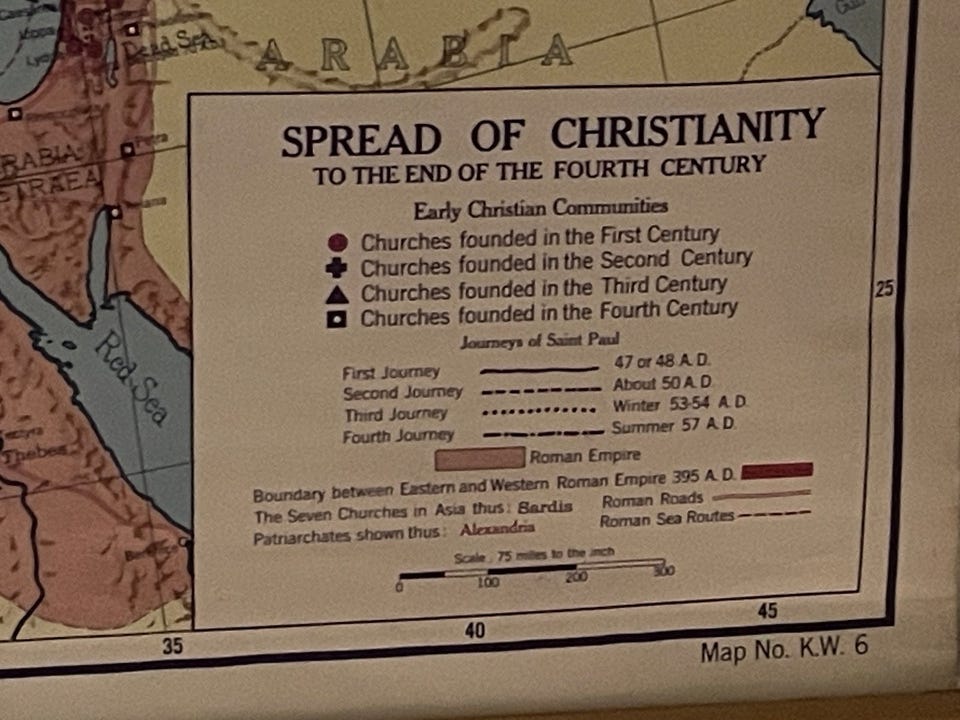 Dead Sea
ARABIA
Gulf
Petra
RABIA
ETRAEA
SPREAD OF CHRISTIANITY
TO THE END OF THE FOURTH CENTURY
Early Christian Communities
Churches founded in the First Century
Churches founded in the Second Century
Churches founded in the Third Century
Churches founded in the Fourth Century
Journeys of Saint Paul
First Journey 47 or 48 A.D.
Second Journey About 50 A.D.
Third Journey Winter 53-54 A.D.
Fourth Journey Summer 57 A.D.
Roman Empire
Boundary between Eastern and Western Roman Empire 395 A.D.
The Seven Churches in Asia thus: Sardis Roman Roads
Patriarchates shown thus: Alexandria Roman Sea Routes
Scale, 75 miles to the inch
0 100 200 300
25
Red Sea
Thebes
35 40 45
Map No. K.W. 6